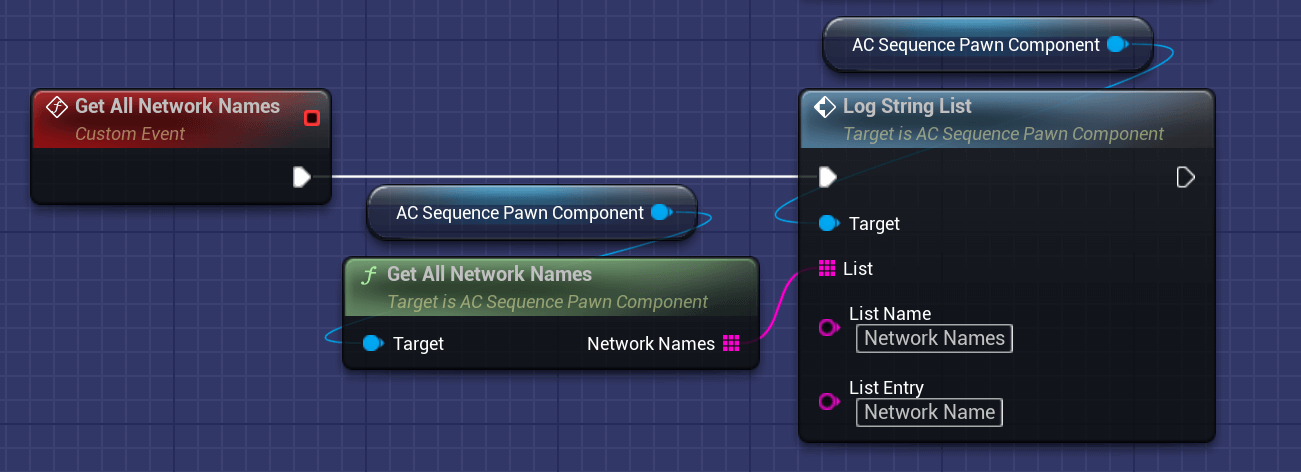 AC Sequence Pawn Component
Get All Network Names
Custom Event
Log String List
Target is AC Sequence Pawn Component
AC Sequence Pawn Component
Target
Get All Network Names
Target is AC Sequence Pawn Component
List
Target
Network Names
List Name
Network Names
List Entry
Network Name